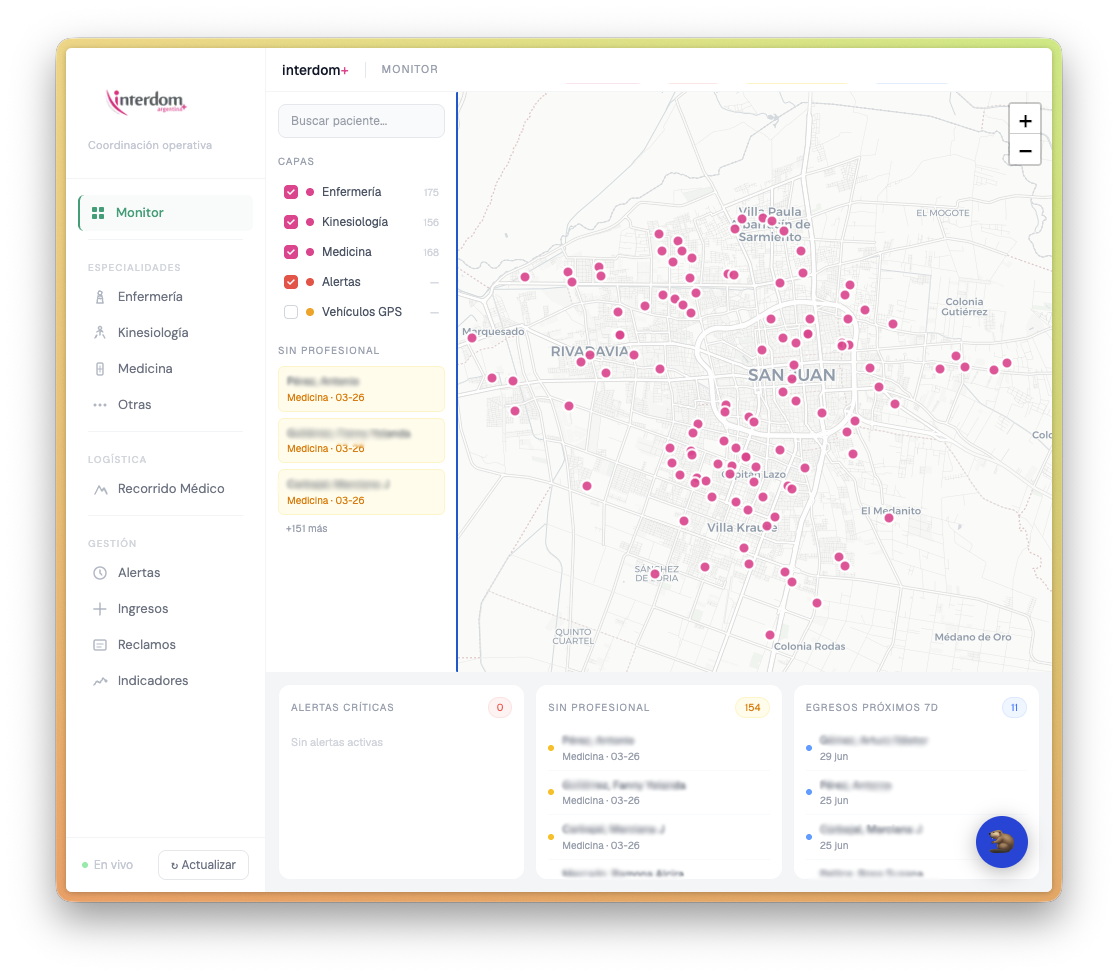 interdom
argentina
Coordinación operativa
Monitor
ESPECIALIDADES
Enfermería
Kinesiología
Medicina
Otras
LOGÍSTICA
Recorrido Médico
GESTIÓN
Alertas
Ingresos
Reclamos
Indicadores
En vivo
↻ Actualizar
interdom+
MONITOR
Buscar paciente…
CAPAS
Enfermería 175
Kinesiología 156
Medicina 168
Alertas —
Vehículos GPS —
SIN PROFESIONAL
Medicina · 03-26
Medicina · 03-26
Medicina · 03-26
+151 más
+
−
Villa Paula
Albarracín de
Sarmiento
EL MOGOTE
Colonia
Gutiérrez
Marquesado
RIVADAVIA
SAN JUAN
Capitán Lazo
El Medanito
Villa Krause
SÁNCHEZ
DE LORIA
QUINTO
CUARTEL
Colonia Rodas
Médano de Oro
ALERTAS CRÍTICAS 0
Sin alertas activas
SIN PROFESIONAL 154
Medicina · 03-26
Medicina · 03-26
Medicina · 03-26
EGRESOS PRÓXIMOS 7D 11
29 jun
25 jun
25 jun